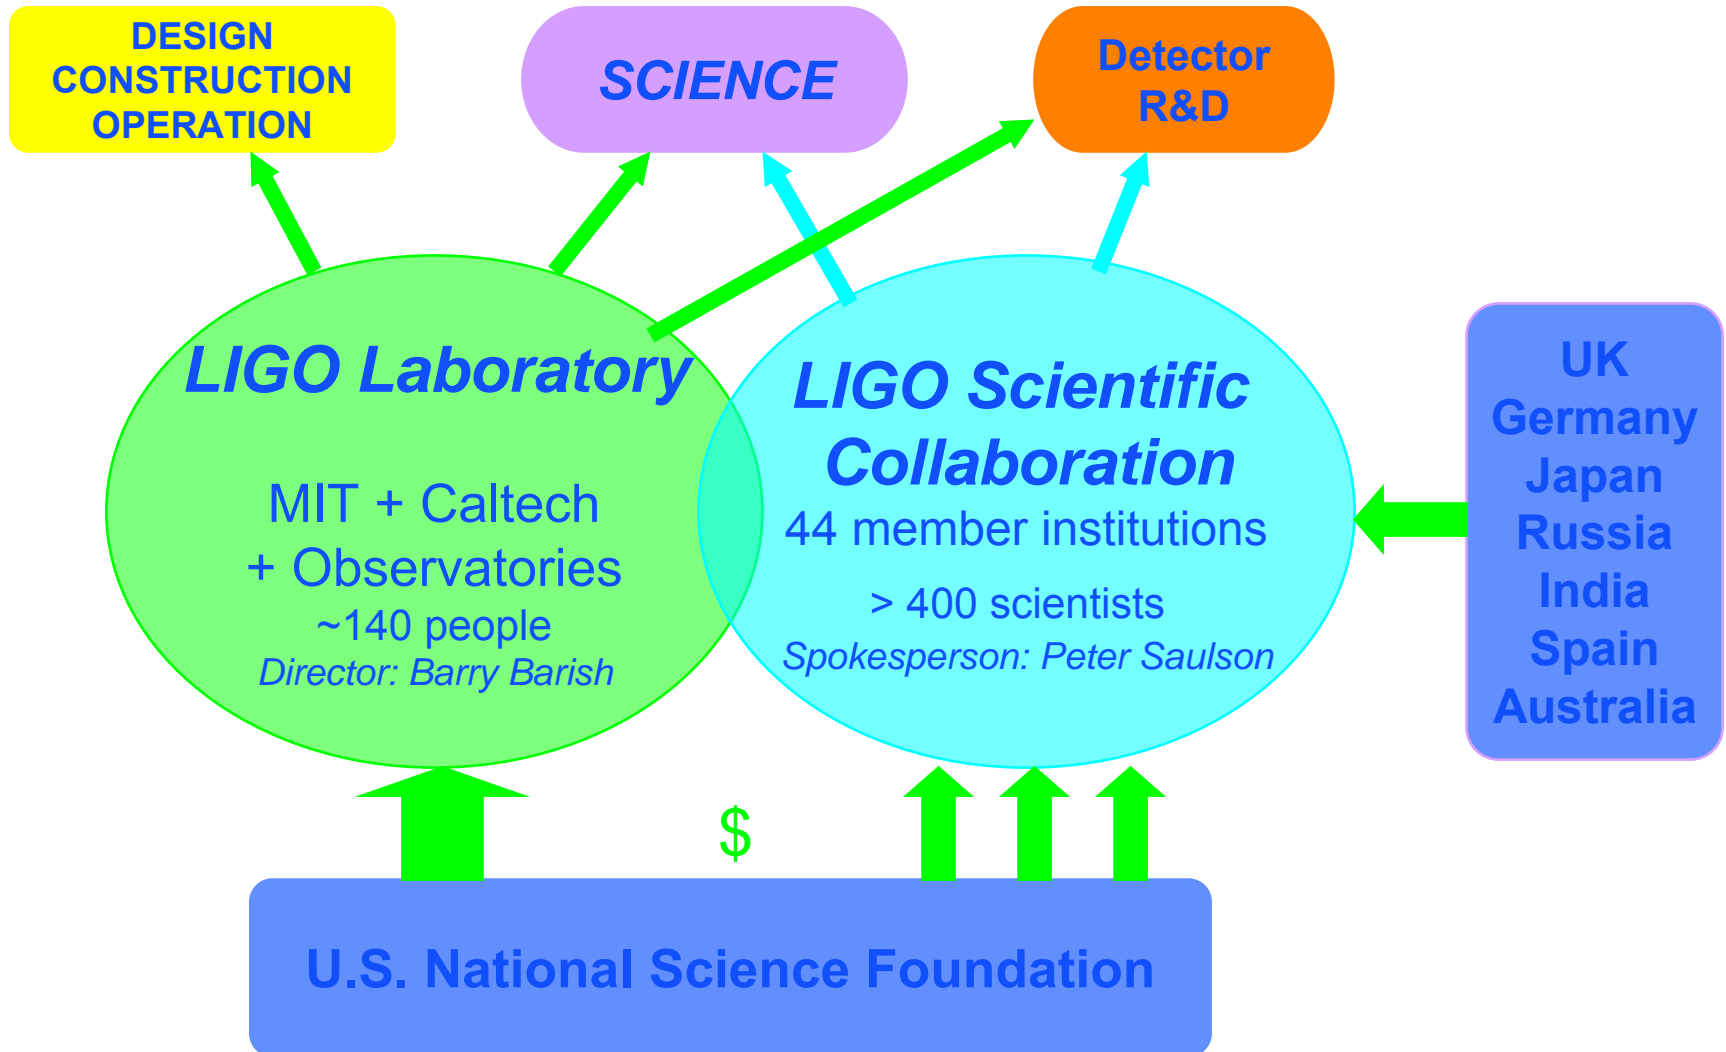 DESIGN
CONSTRUCTION
OPERATION
SCIENCE
Detector
R&D
LIGO Laboratory
MIT + Caltech
+ Observatories
~140 people
Director: Barry Barish
LIGO Scientific
Collaboration
44 member institutions
> 400 scientists
Spokesperson: Peter Saulson
UK
Germany
Japan
Russia
India
Spain
Australia
$
U.S. National Science Foundation